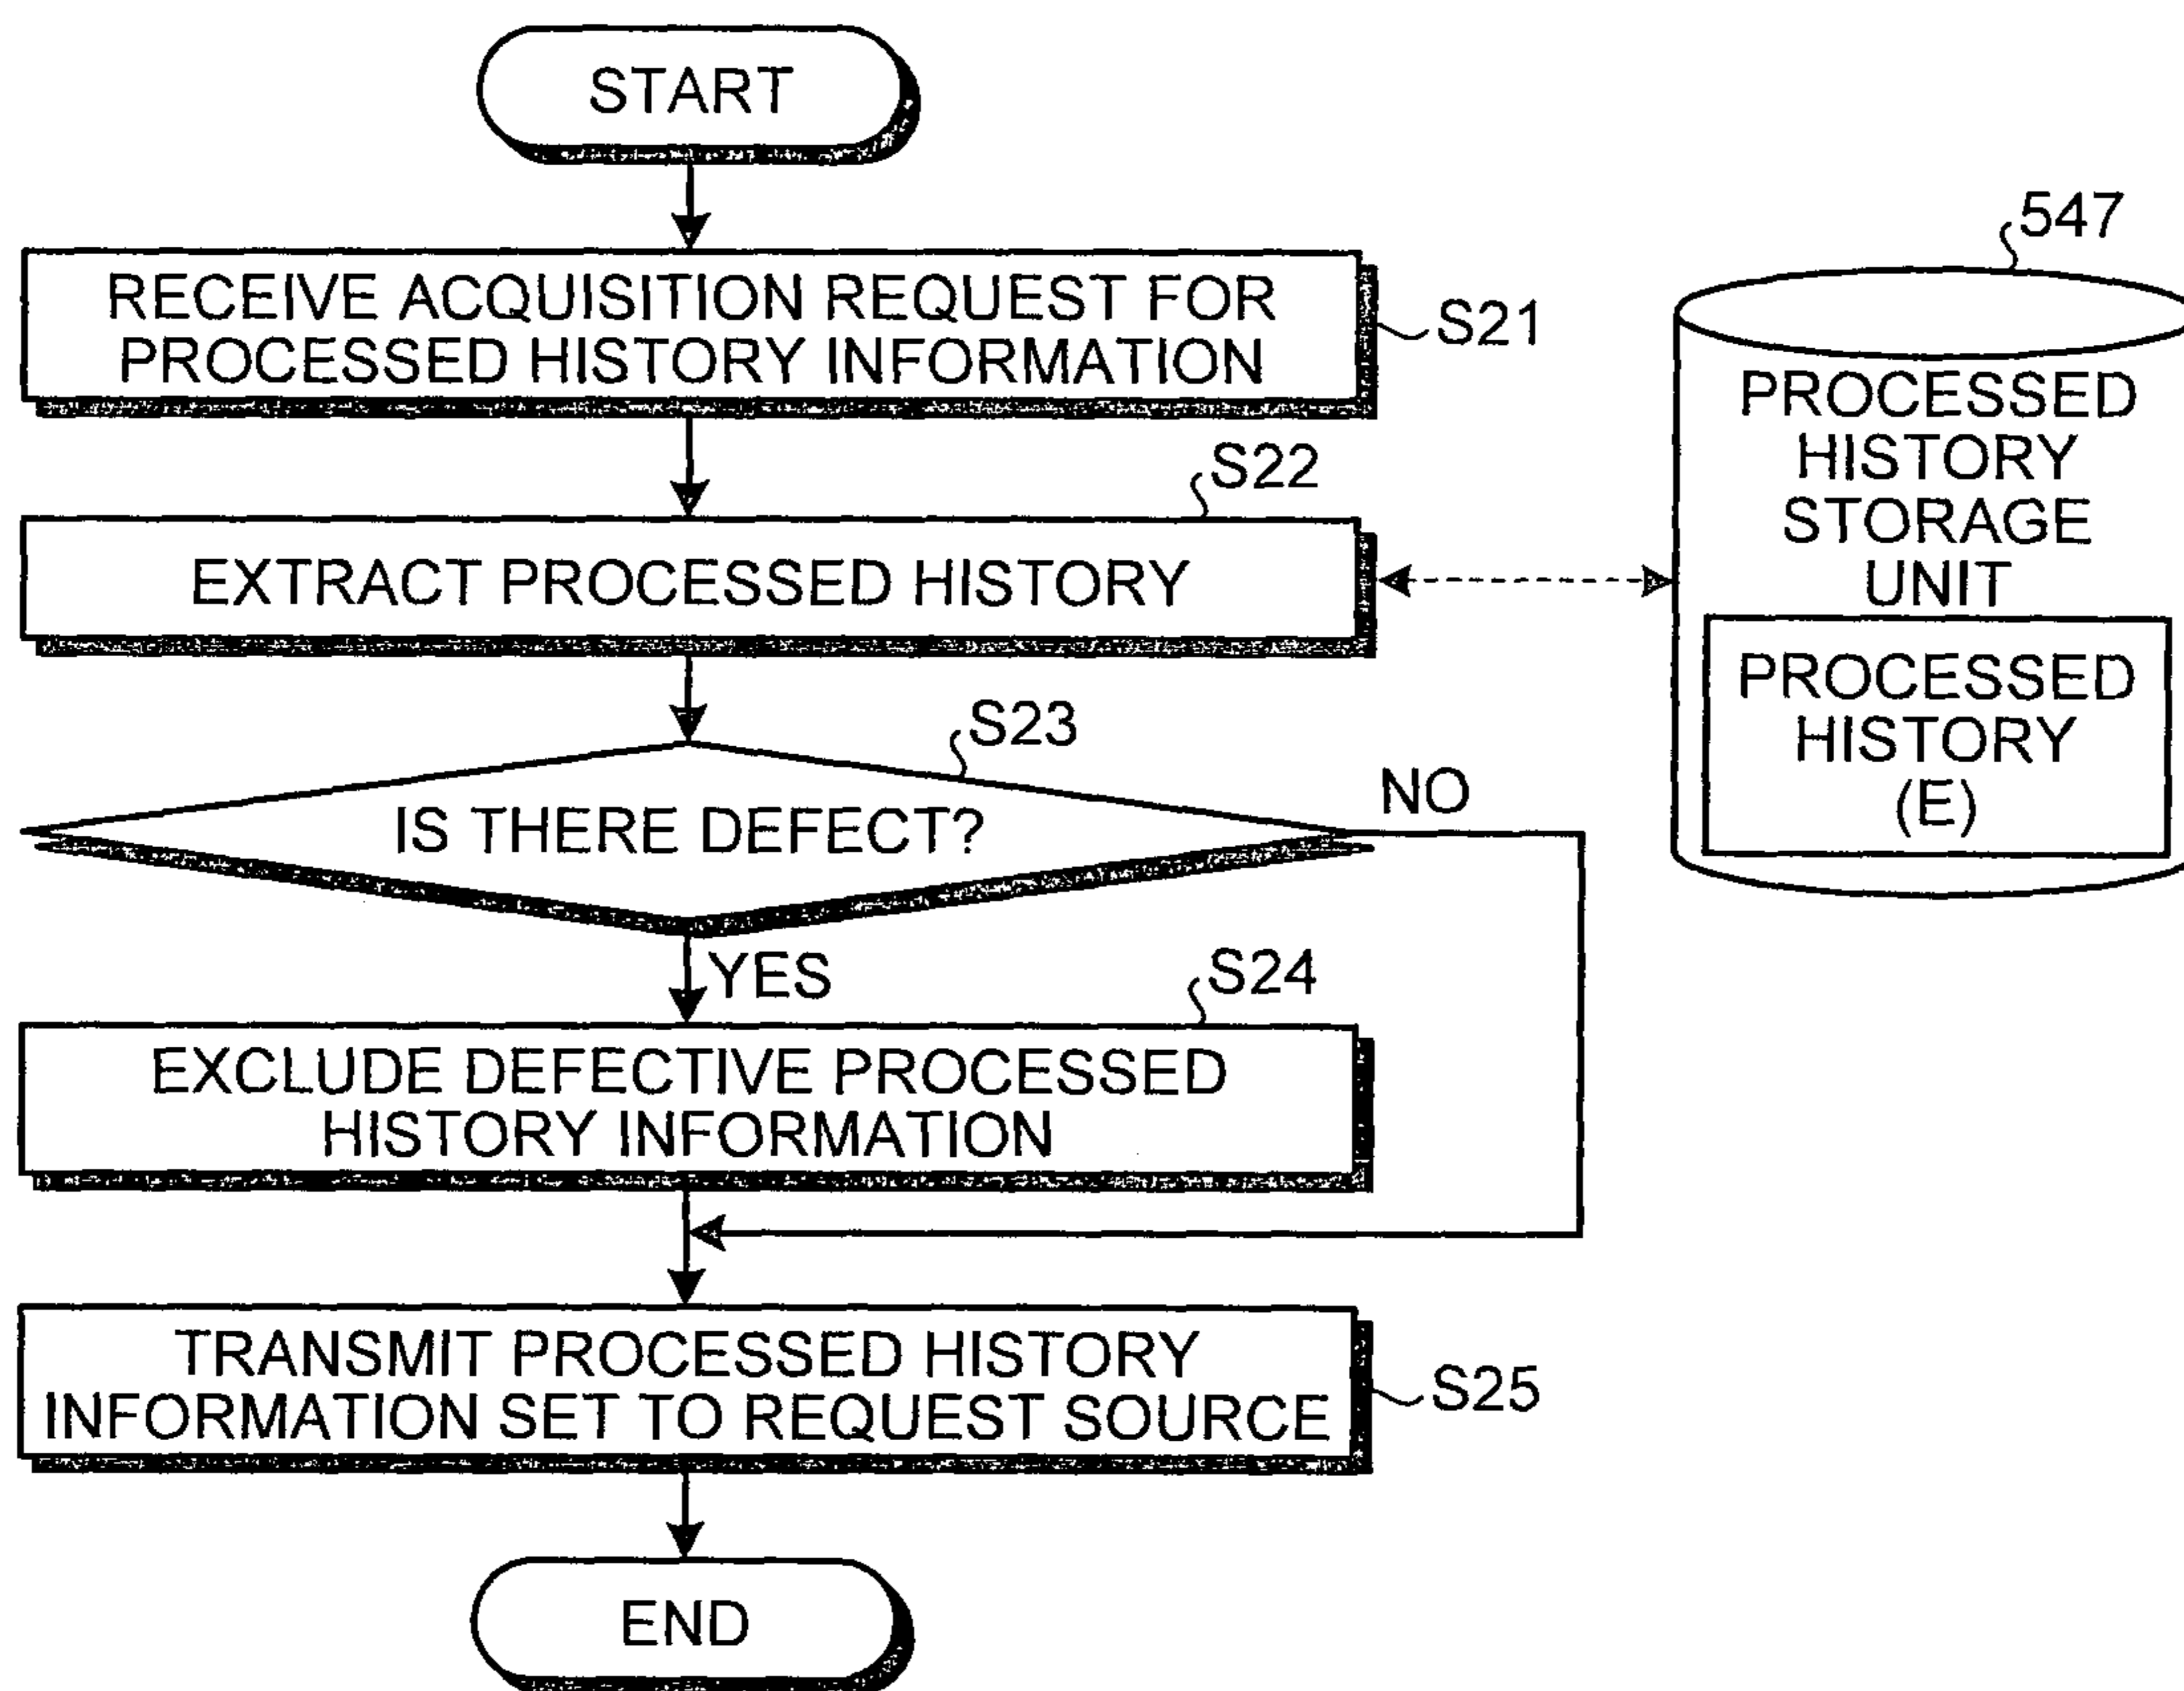 START
RECEIVE ACQUISITION REQUEST FOR
PROCESSED HISTORY INFORMATION
S21
S22
EXTRACT PROCESSED HISTORY
547
PROCESSED
HISTORY
STORAGE
UNIT
PROCESSED
HISTORY
(E)
S23
IS THERE DEFECT?
NO
YES
S24
EXCLUDE DEFECTIVE PROCESSED
HISTORY INFORMATION
TRANSMIT PROCESSED HISTORY
INFORMATION SET TO REQUEST SOURCE
S25
END